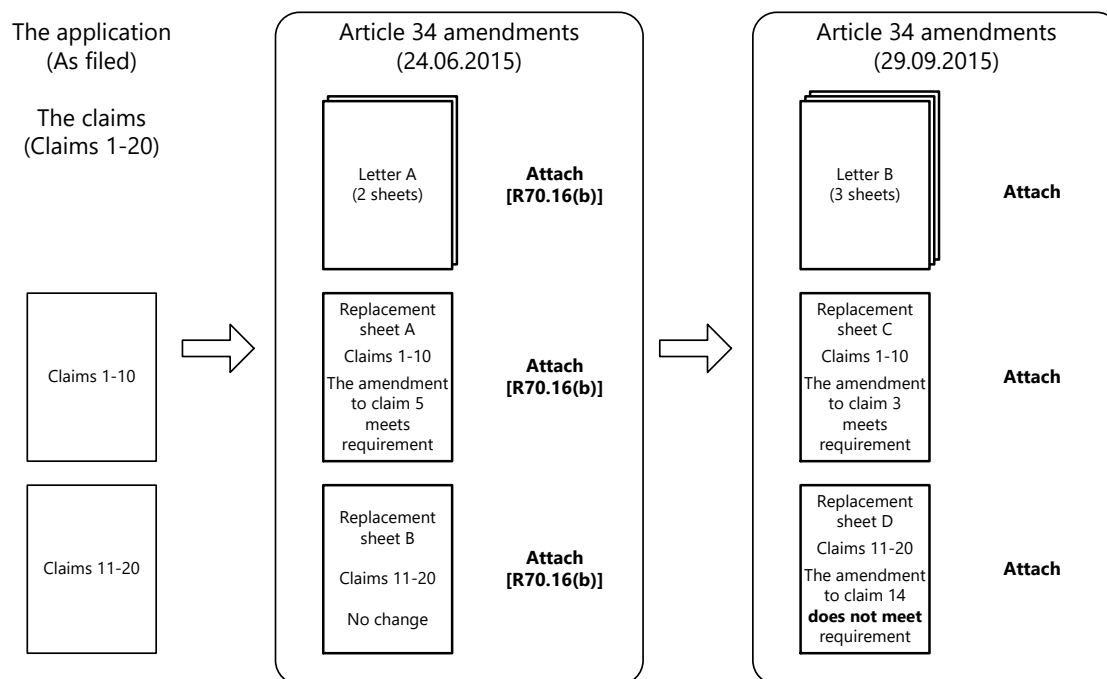 The application
(As filed)
The claims
(Claims 1-20)
Claims 1-10
Claims 11-20
Article 34 amendments
(24.06.2015)
Letter A
(2 sheets)
Attach
[R70.16(b)]
Replacement
sheet A
Claims 1-10
The amendment
to claim 5
meets
requirement
Attach
[R70.16(b)]
Replacement
sheet B
Claims 11-20
No change
Attach
[R70.16(b)]
Article 34 amendments
(29.09.2015)
Letter B
(3 sheets)
Attach
Replacement
sheet C
Claims 1-10
The amendment
to claim 3
meets
requirement
Attach
Replacement
sheet D
Claims 11-20
The amendment
to claim 14
does not meet
requirement
Attach